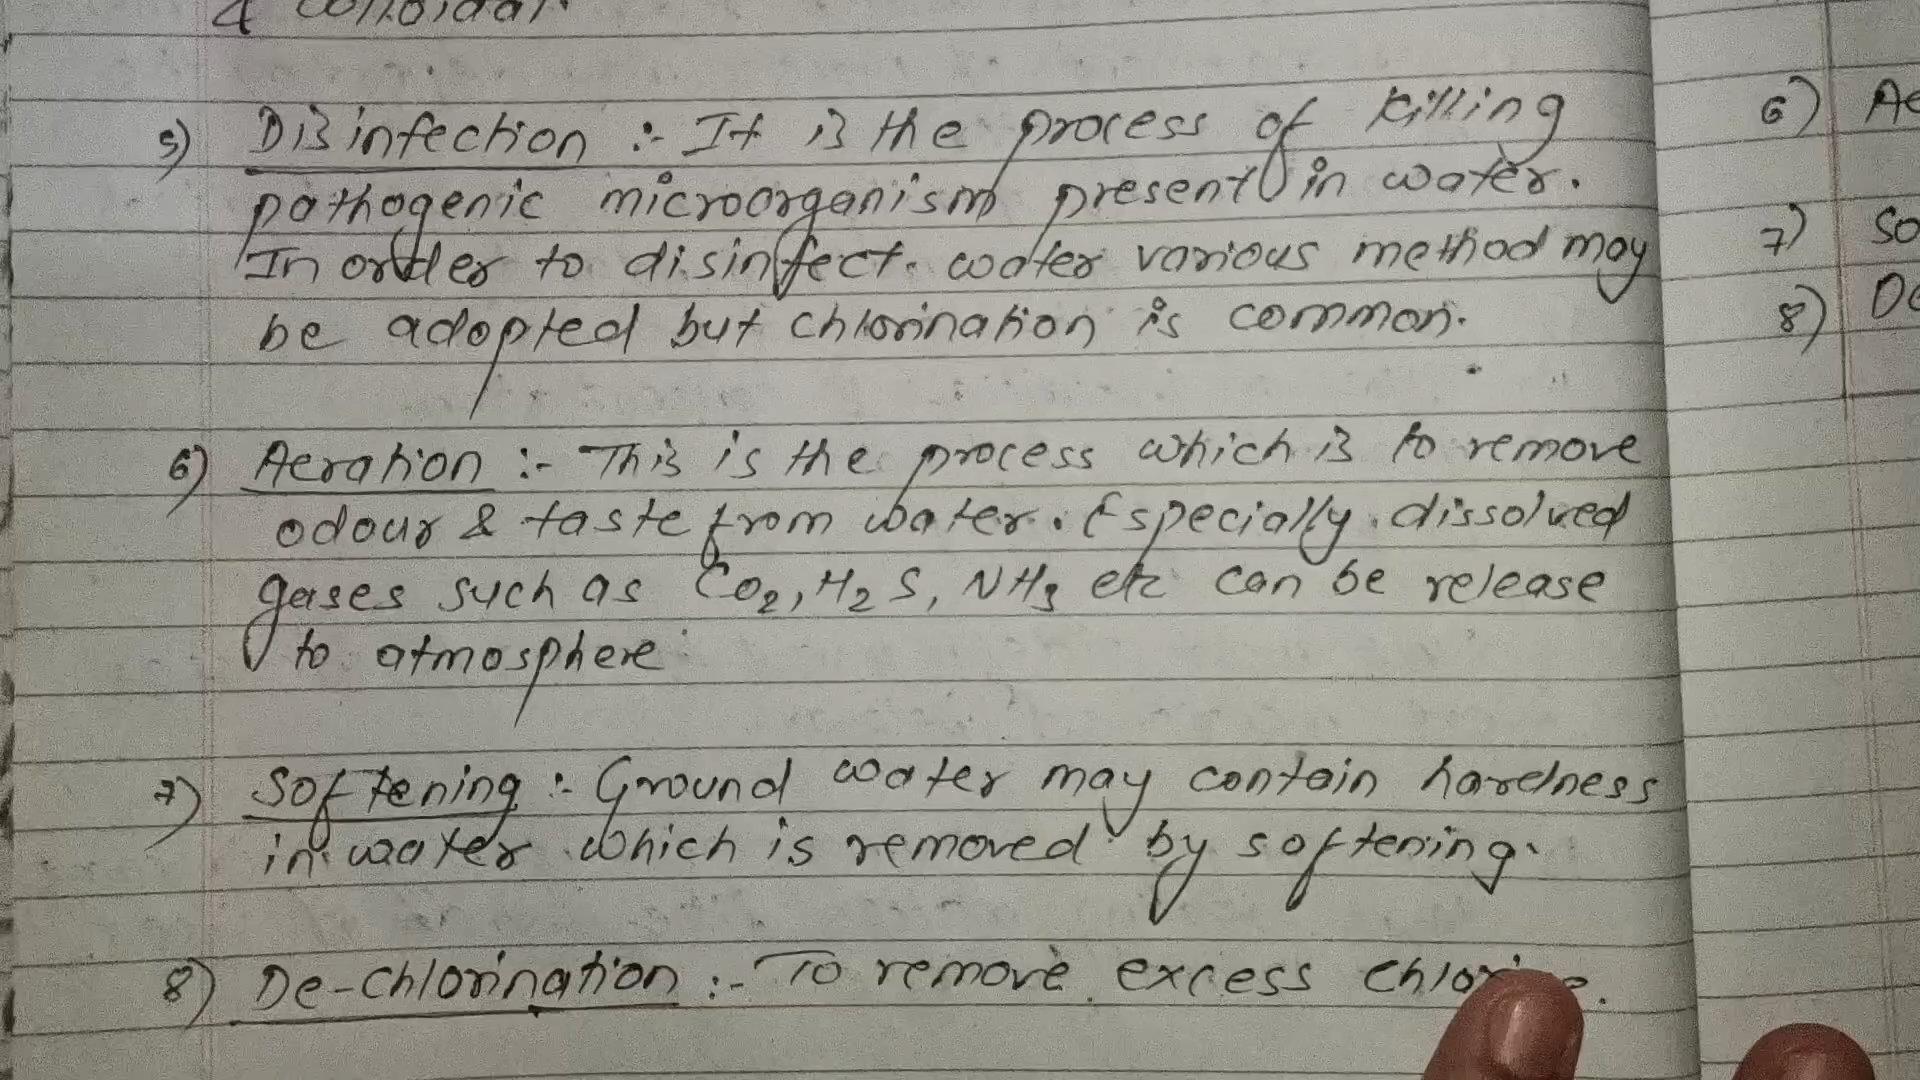 & colloidal.
5) Disinfection :- It is the process of killing
pathogenic microorganism present in water.
In order to disinfect water various method may
be adopted but chlorination is common.
6) Aeration :- This is the process which is to remove
odour & taste from water. Especially dissolved
gases such as CO2, H2S, NH3 etc can be release
to atmosphere
7) Softening :- Ground water may contain hardness
in water which is removed by softening.
8) De-chlorination :- To remove excess
6) Ae
7) So
8) De